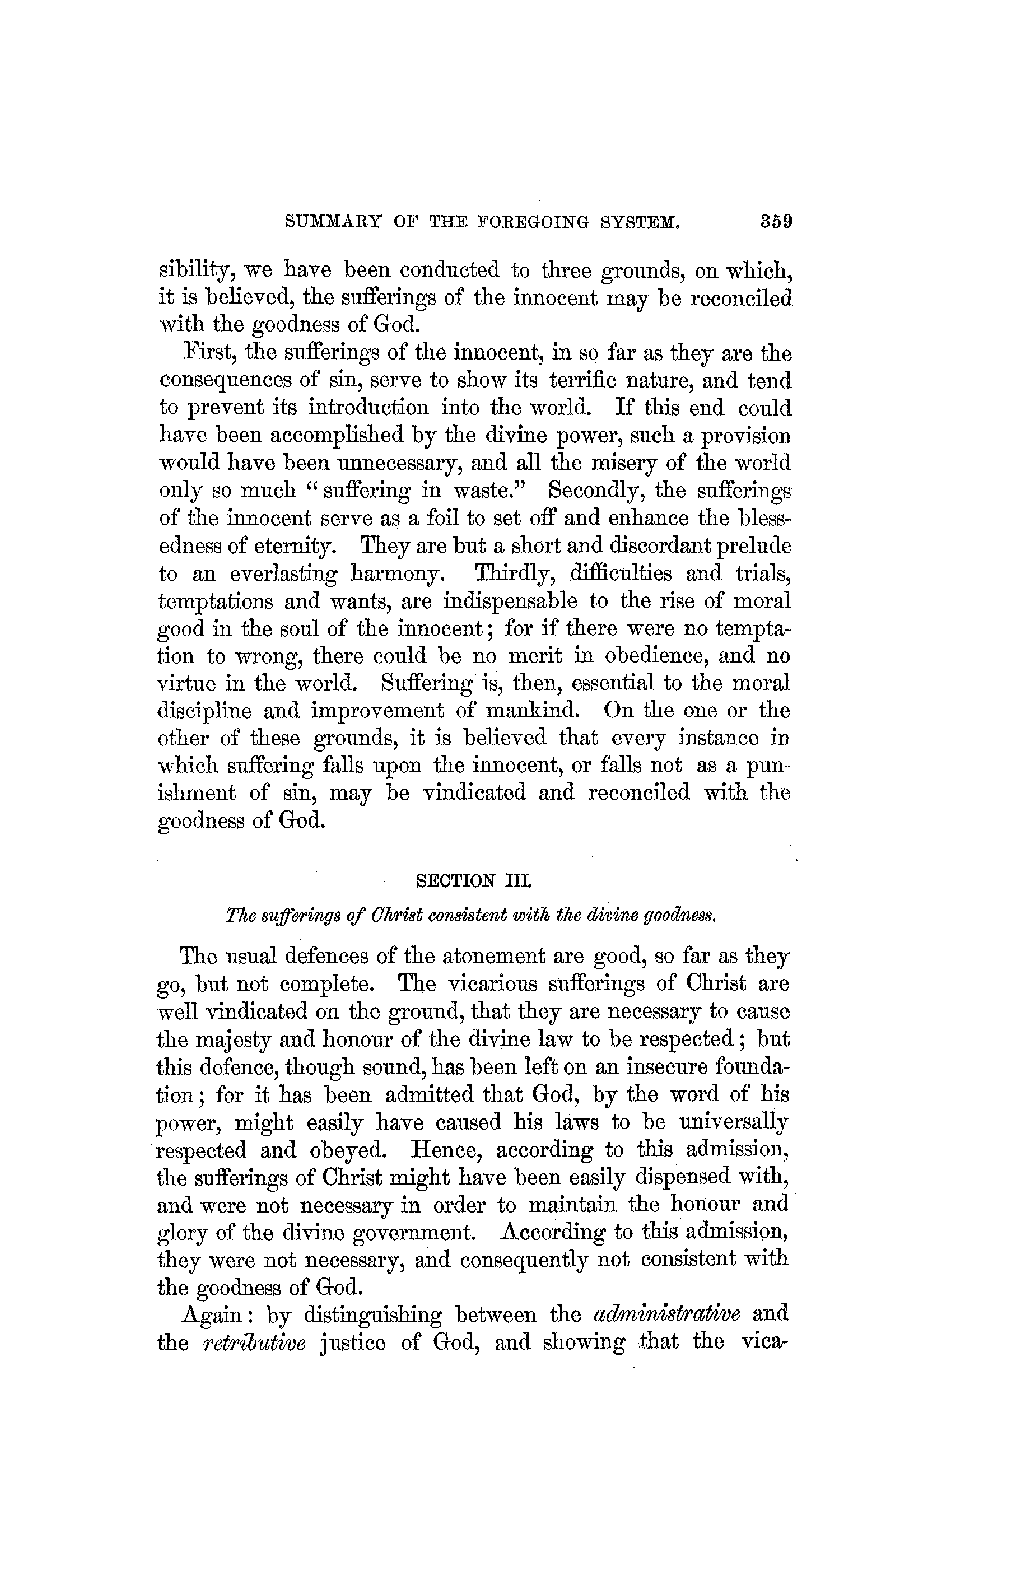 SUMMARY OF THE FOREGOING SYSTEM. 359
sibility, we have been conducted to three grounds, on which,
it is believed, the sufferings of the innocent may be reconciled
with the goodness of God.
First, the sufferings of the innocent, in so far as they are the
consequences of sin, serve to show its terrific nature, and tend
to prevent its introduction into the world. If this end could
have been accomplished by the divine power, such a provision
would have been unnecessary, and all the misery of the world
only so much “suffering in waste.” Secondly, the sufferings
of the innocent serve as a foil to set off and enhance the bless-
edness of eternity. They are but a short and discordant prelude
to an everlasting harmony. Thirdly, difficulties and trials,
temptations and wants, are indispensable to the rise of moral
good in the soul of the innocent; for if there were no tempta-
tion to wrong, there could be no merit in obedience, and no
virtue in the world. Suffering is, then, essential to the moral
discipline and improvement of mankind. On the one or the
other of these grounds, it is believed that every instance in
which suffering falls upon the innocent, or falls not as a pun-
ishment of sin, may be vindicated and reconciled with the
goodness of God.
SECTION III.
The sufferings of Christ consistent with the divine goodness.
The usual defences of the atonement are good, so far as they
go, but not complete. The vicarious sufferings of Christ are
well vindicated on the ground, that they are necessary to cause
the majesty and honour of the divine law to be respected; but
this defence, though sound, has been left on an insecure founda-
tion; for it has been admitted that God, by the word of his
power, might easily have caused his laws to be universally
respected and obeyed. Hence, according to this admission,
the sufferings of Christ might have been easily dispensed with,
and were not necessary in order to maintain the honour and
glory of the divine government. According to this admission,
they were not necessary, and consequently not consistent with
the goodness of God.
Again: by distinguishing between the administrative and
the retributive justice of God, and showing that the vica-